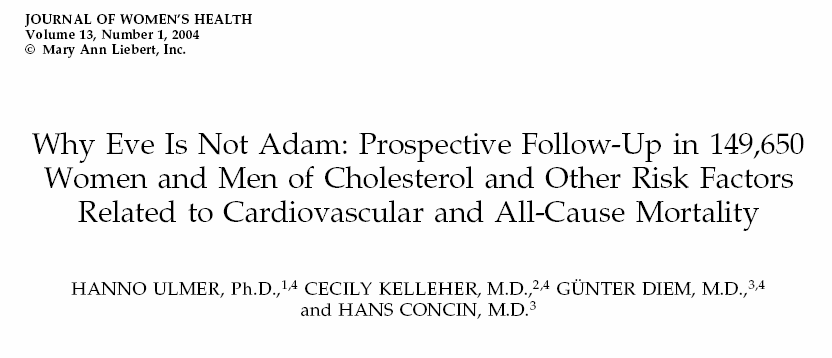 JOURNAL OF WOMEN'S HEALTH
Volume 13, Number 1, 2004
© Mary Ann Liebert, Inc.
Why Eve Is Not Adam: Prospective Follow-Up in 149,650
Women and Men of Cholesterol and Other Risk Factors
Related to Cardiovascular and All-Cause Mortality
HANNO ULMER, Ph.D.,1,4 CECILY KELLEHER, M.D.,2,4 GÜNTER DIEM, M.D.,3,4
and HANS CONCIN, M.D.3